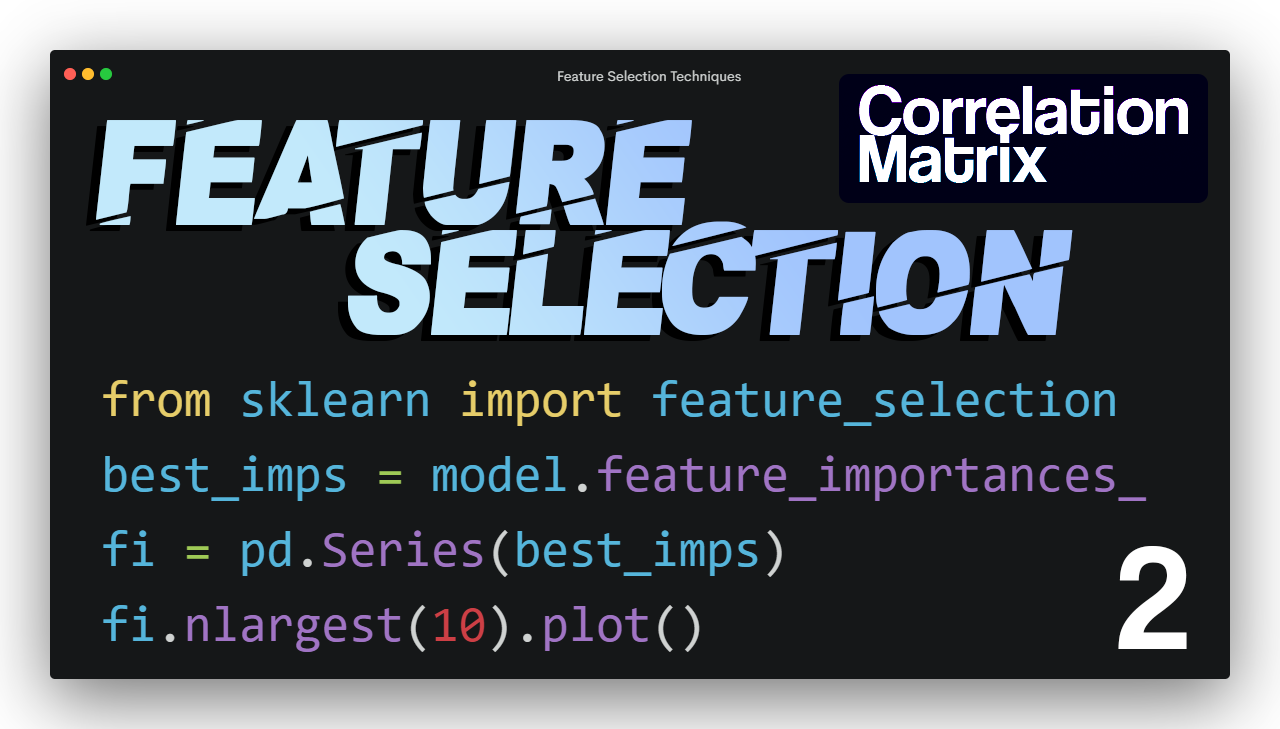 Feature Selection Techniques
Correlation
Matrix
FEATURE
SELECTION
from sklearn import feature_selection
best_imps = model.feature_importances_
fi = pd.Series(best_imps)
fi.nlargest(10).plot()
2